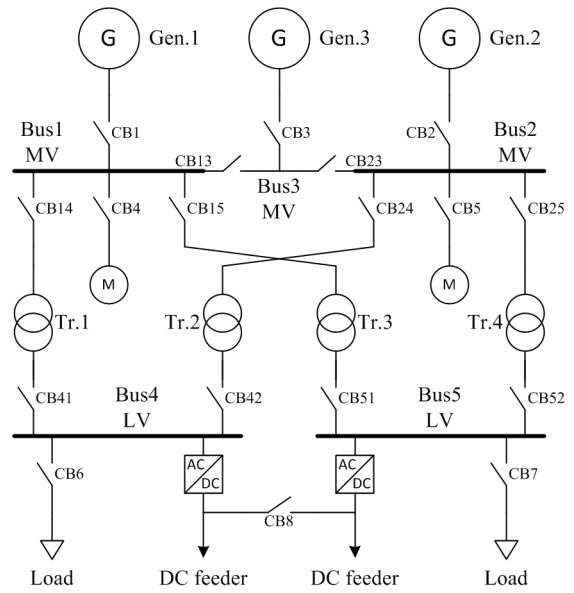 G Gen.1 G Gen.3 G Gen.2
CB1 CB3 CB2
Bus1 Bus2
MV CB13 CB23 MV
Bus3
MV
CB14 CB4 CB15 CB24 CB5 CB25
M M
Tr.1 Tr.2 Tr.3 Tr.4
CB41 Bus4 CB42 CB51 Bus5 CB52
LV LV
CB6 AC DC AC DC CB7
CB8
Load DC feeder DC feeder Load